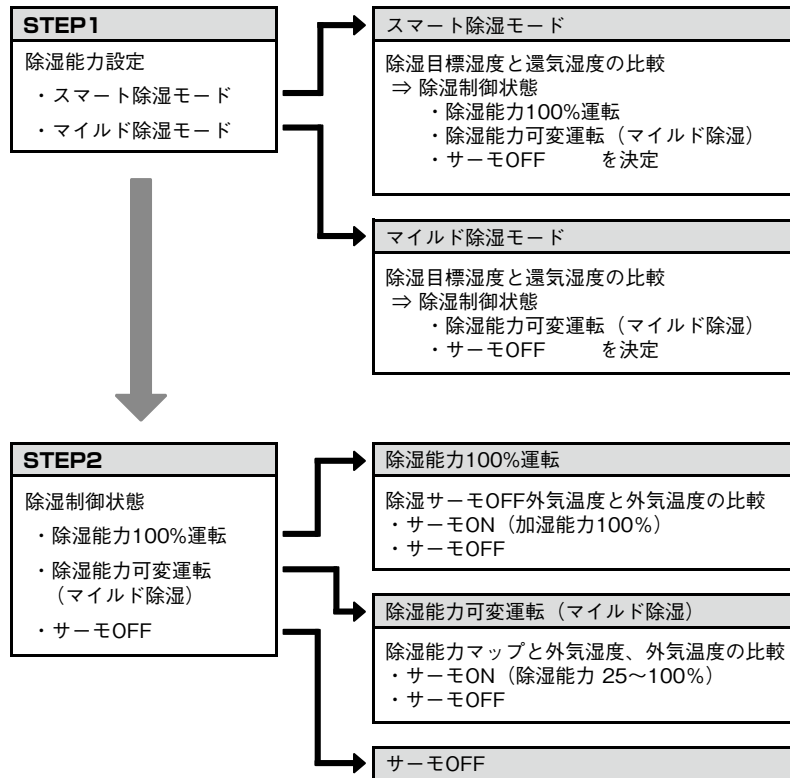 STEP1
除湿能力設定
・スマート除湿モード
・マイルド除湿モード
スマート除湿モード
除湿目標湿度と還気湿度の比較
⇒ 除湿制御状態
・除湿能力100%運転
・除湿能力可変運転（マイルド除湿）
・サーモOFF を決定
マイルド除湿モード
除湿目標湿度と還気湿度の比較
⇒ 除湿制御状態
・除湿能力可変運転（マイルド除湿）
・サーモOFF を決定
STEP2
除湿制御状態
・除湿能力100%運転
・除湿能力可変運転
（マイルド除湿）
・サーモOFF
除湿能力100%運転
除湿サーモOFF外気温度と外気温度の比較
・サーモON（加湿能力100%）
・サーモOFF
除湿能力可変運転（マイルド除湿）
除湿能力マップと外気湿度、外気温度の比較
・サーモON（除湿能力 25～100%）
・サーモOFF
サーモOFF